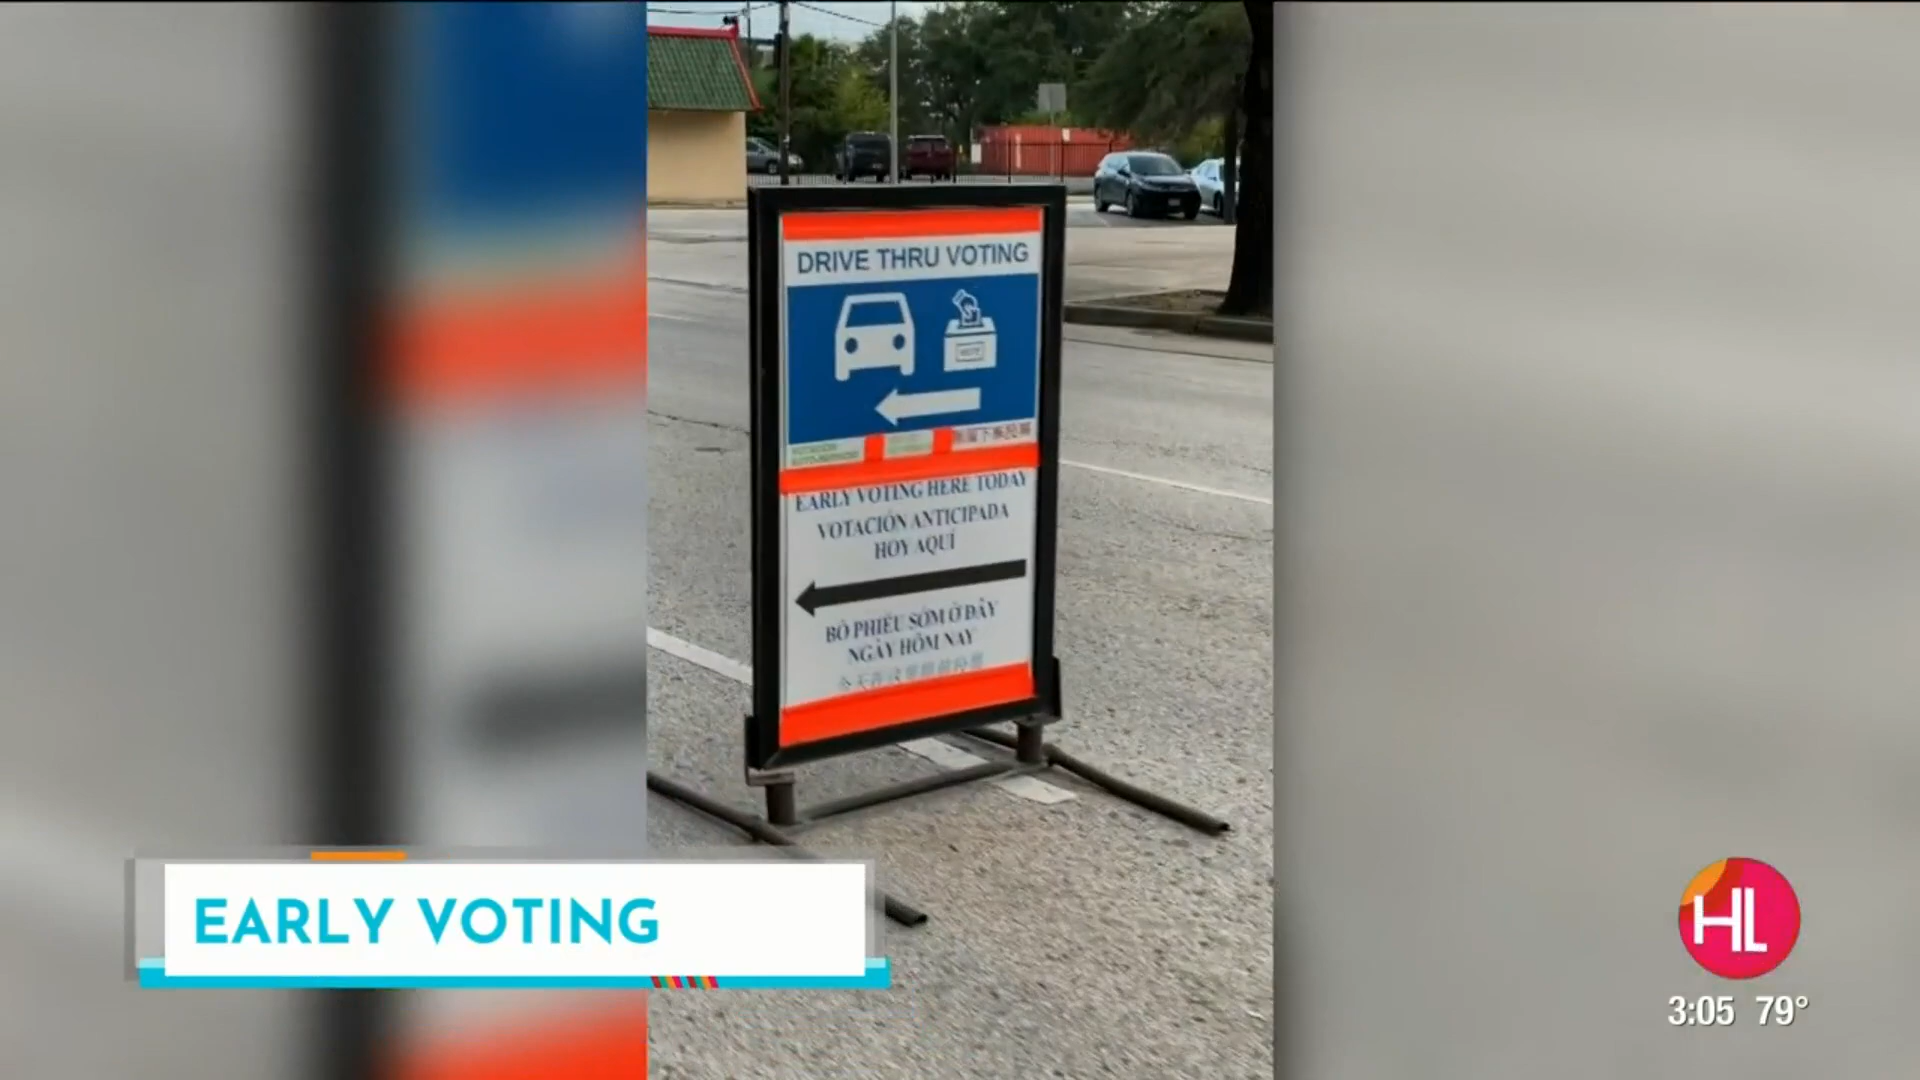 DRIVE THRU VOTING
VOTE
EARLY VOTING HERE TODAY
VOTACIÓN ANTICIPADA
HOY AQUÍ
BỎ PHIẾU SỚM Ở ĐÂY
NGÀY HÔM NAY
EARLY VOTING
HL
3:05 79°